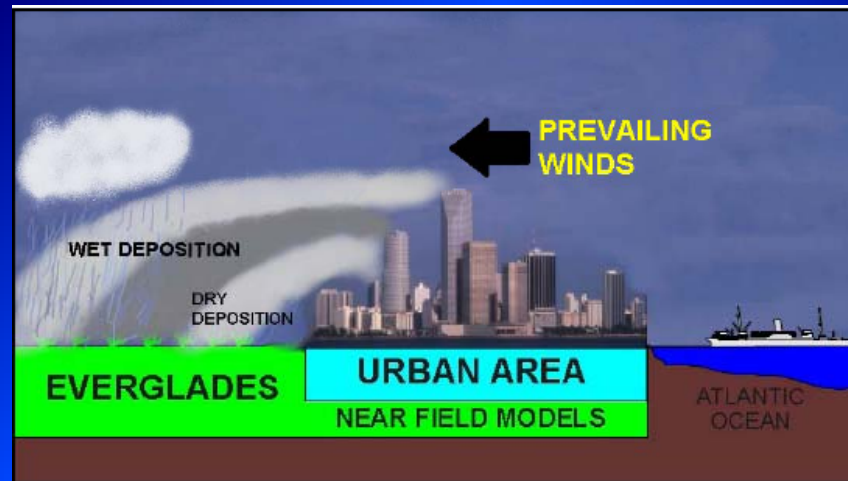 PREVAILING
WINDS
WET DEPOSITION
DRY
DEPOSITION
EVERGLADES
URBAN AREA
NEAR FIELD MODELS
ATLANTIC
OCEAN